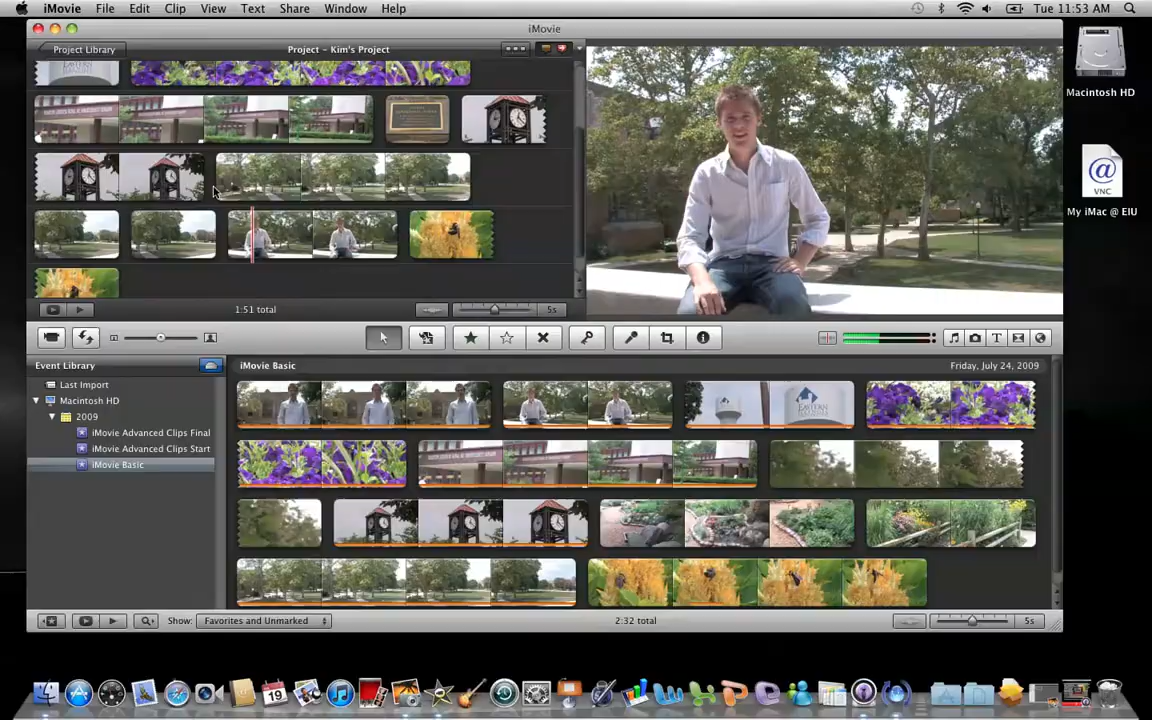 iMovie File Edit Clip View Text Share Window Help
Tue 11:53 AM
iMovie
Project Library
Project – Kim's Project
Macintosh HD
My iMac @ EIU
1:51 total
5s
Event Library
iMovie Basic
Friday, July 24, 2009
Last Import
Macintosh HD
2009
iMovie Advanced Clips Final
iMovie Advanced Clips Start
iMovie Basic
EASTERN
Show: Favorites and Unmarked
2:32 total
5s
19